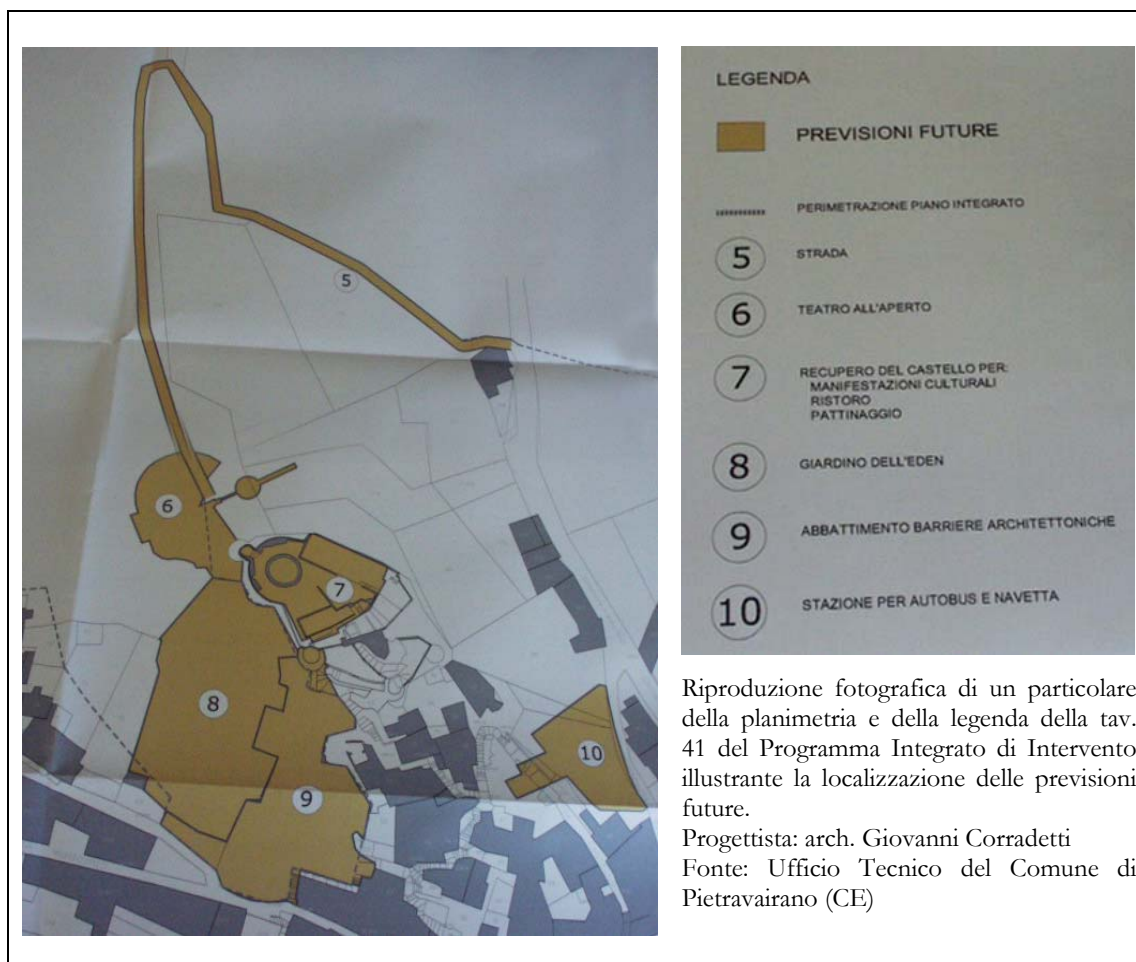 5
6
7
8
9
10
LEGENDA
PREVISIONI FUTURE
PERIMETRAZIONE PIANO INTEGRATO
5 STRADA
6 TEATRO ALL'APERTO
7 RECUPERO DEL CASTELLO PER:
MANIFESTAZIONI CULTURALI
RISTORO
PATTINAGGIO
8 GIARDINO DELL'EDEN
9 ABBATTIMENTO BARRIERE ARCHITETTONICHE
10 STAZIONE PER AUTOBUS E NAVETTA
Riproduzione fotografica di un particolare
della planimetria e della legenda della tav.
41 del Programma Integrato di Intervento
illustrante la localizzazione delle previsioni
future.
Progettista: arch. Giovanni Corradetti
Fonte: Ufficio Tecnico del Comune di
Pietravairano (CE)